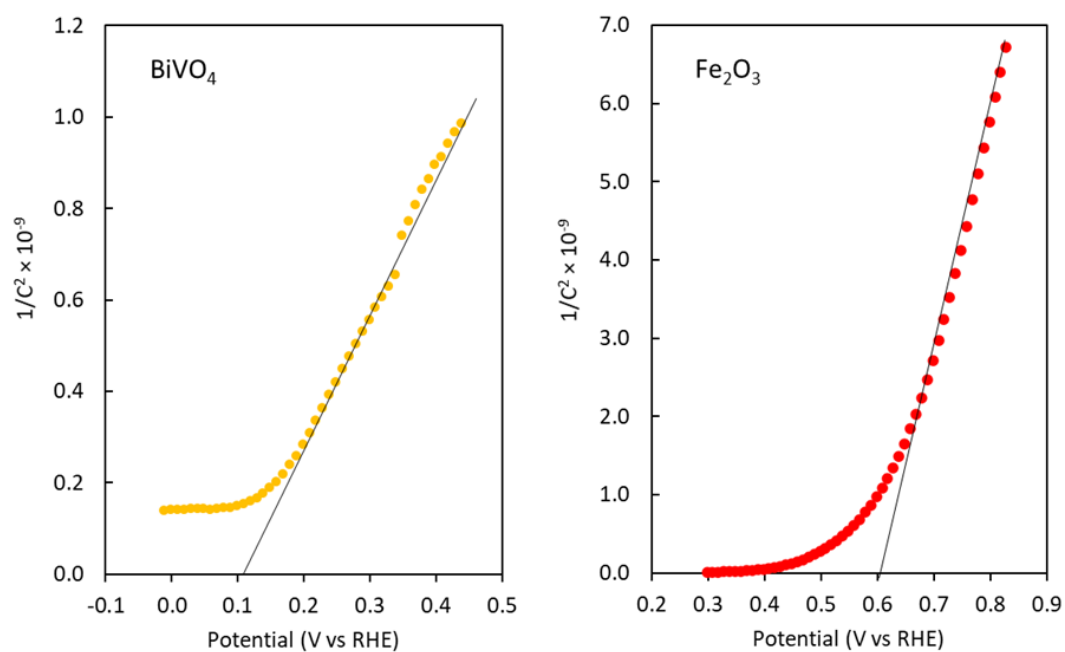 BiVO₄
1/C² × 10⁻⁹
1.2
1.0
0.8
0.6
0.4
0.2
0.0
-0.1 0.0 0.1 0.2 0.3 0.4 0.5
Potential (V vs RHE)
Fe₂O₃
1/C² × 10⁻⁹
7.0
6.0
5.0
4.0
3.0
2.0
1.0
0.0
0.2 0.3 0.4 0.5 0.6 0.7 0.8 0.9
Potential (V vs RHE)